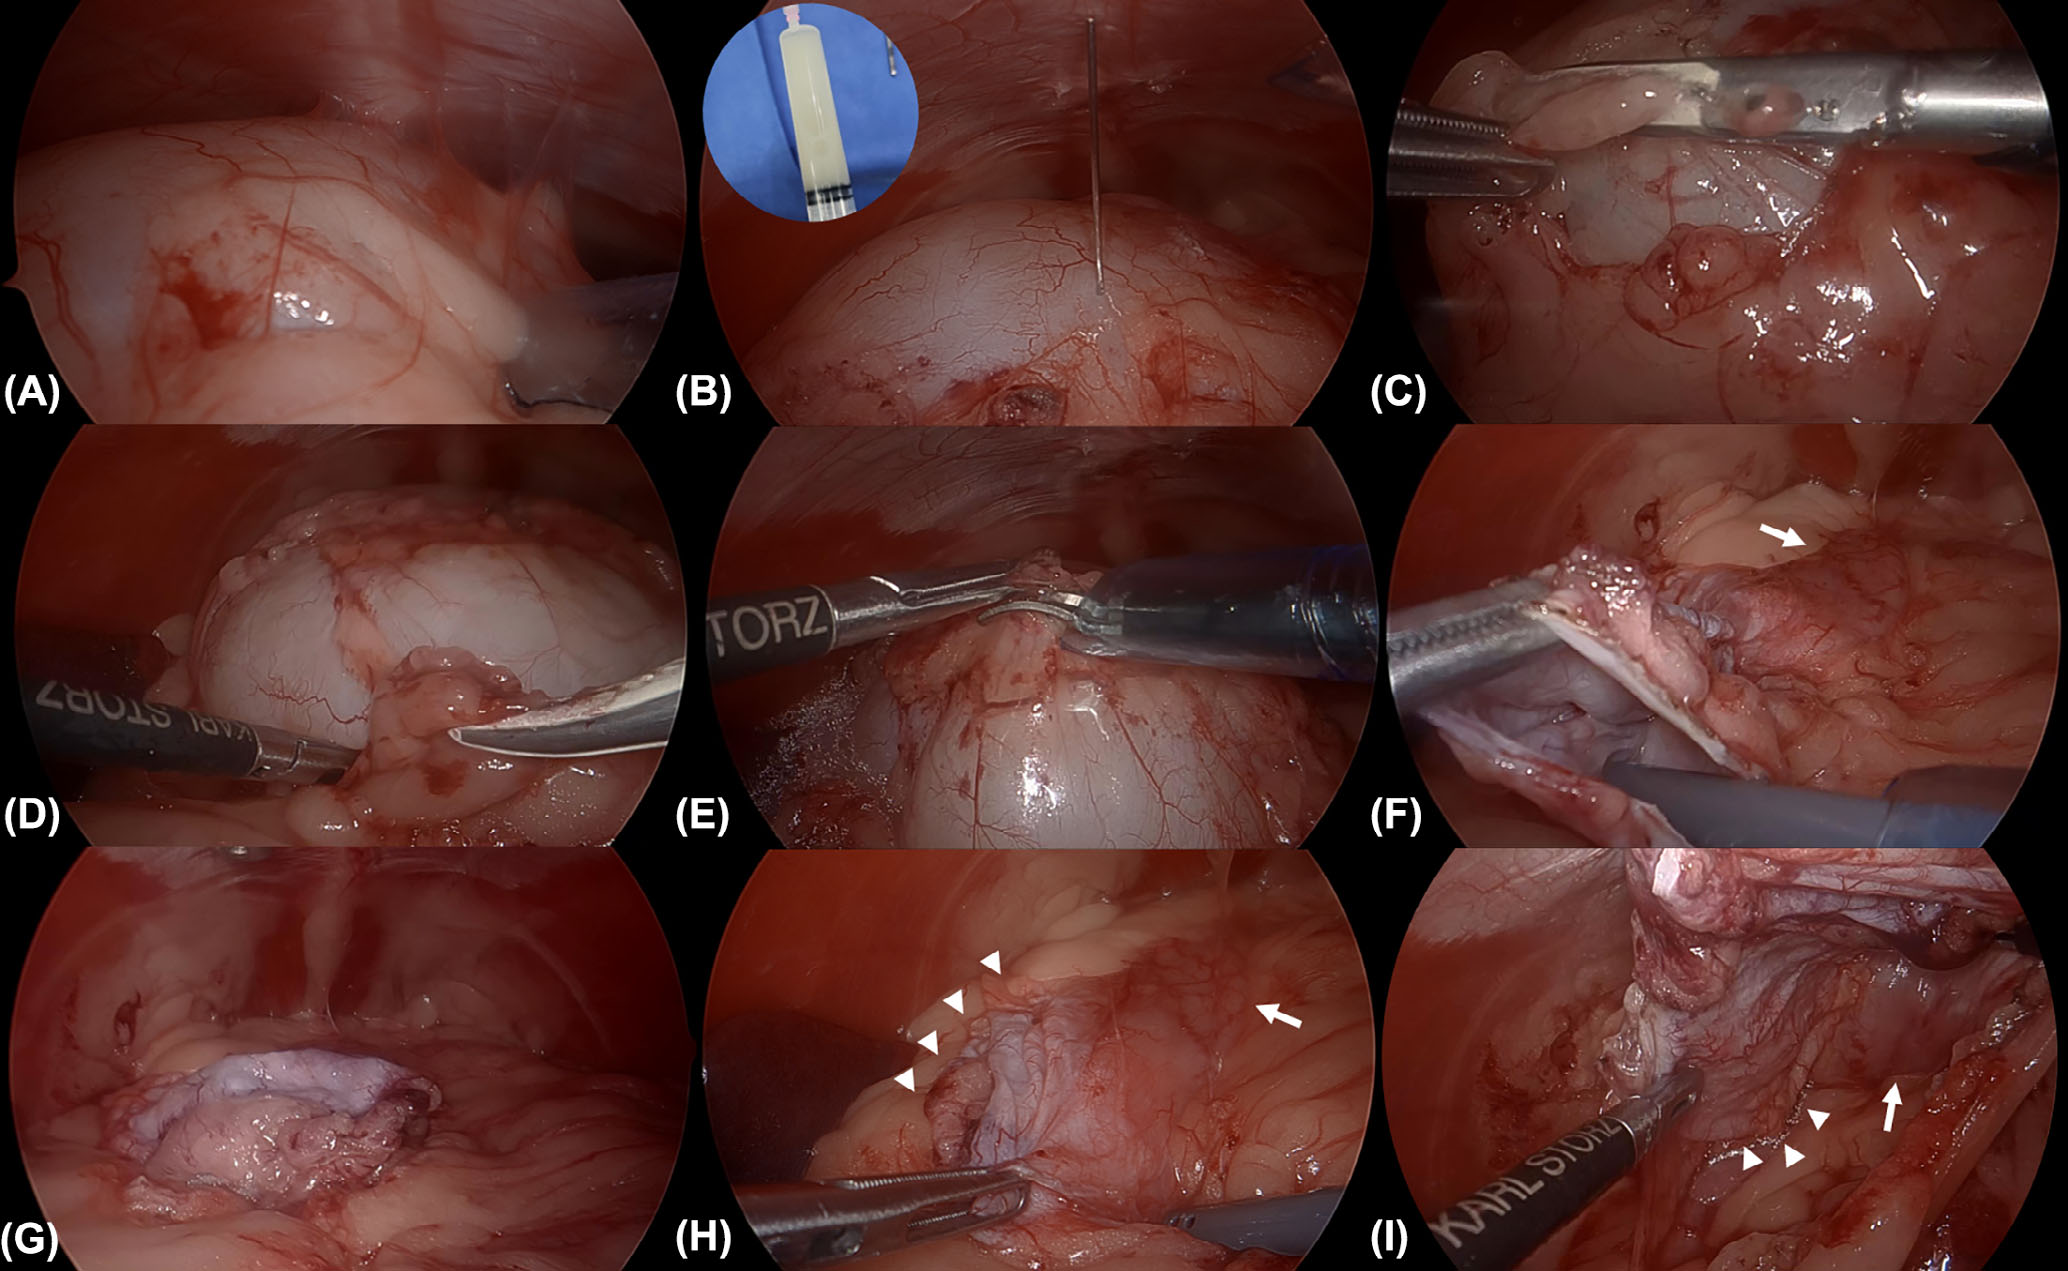 (A)
(B)
(C)
KARL STORZ
(D)
TORZ
(E)
(F)
(G)
(H)
KARL STORZ
(I)